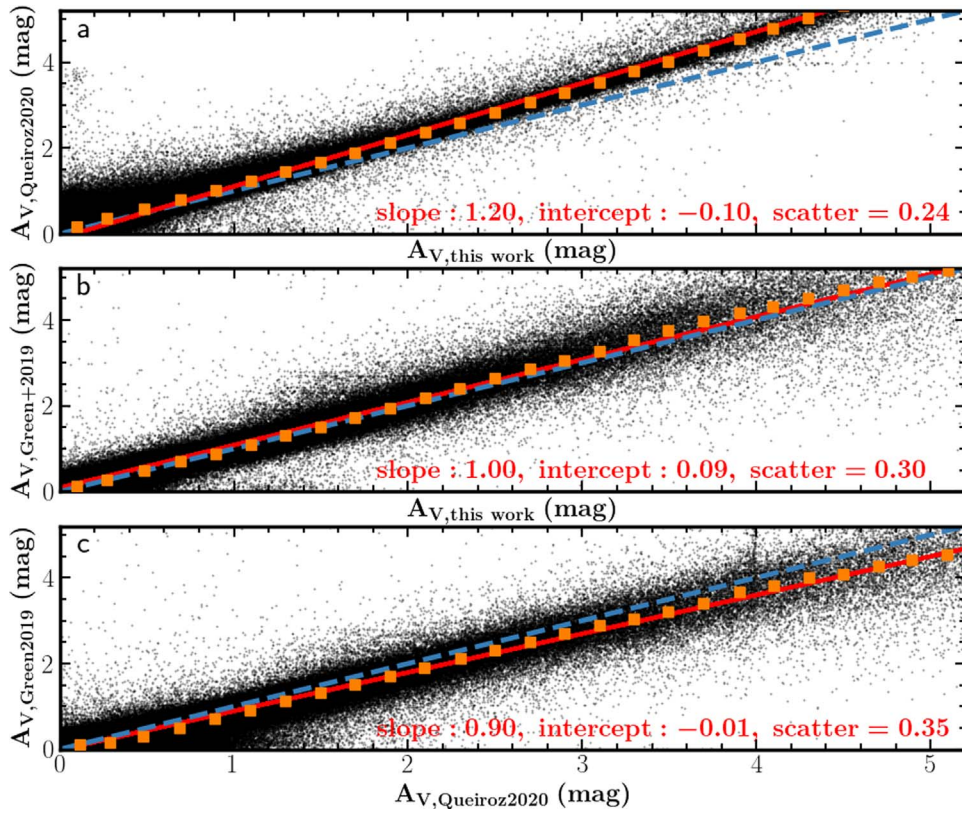 a
A_V,Queiroz2020 (mag)
4
2
0
slope : 1.20, intercept : −0.10, scatter = 0.24
A_V,this work (mag)
b
A_V,Green+2019 (mag)
4
2
0
slope : 1.00, intercept : 0.09, scatter = 0.30
A_V,this work (mag)
c
A_V,Green2019 (mag)
4
2
0
slope : 0.90, intercept : −0.01, scatter = 0.35
0 1 2 3 4 5
A_V,Queiroz2020 (mag)